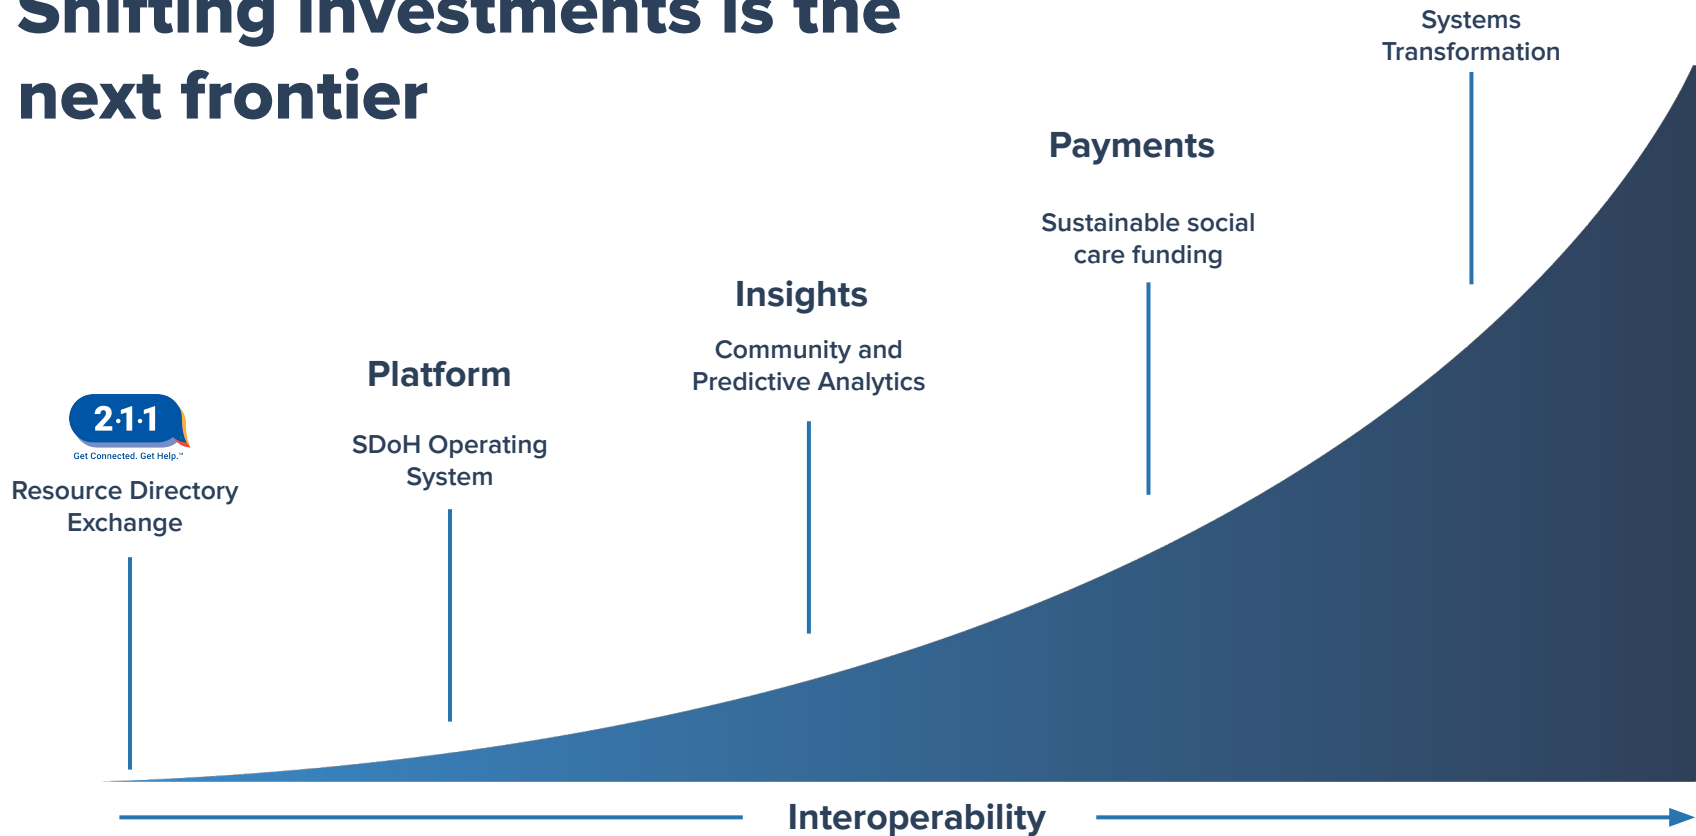 Shifting investments is the
next frontier
Systems
Transformation
Payments
Sustainable social
care funding
Insights
Community and
Predictive Analytics
Platform
SDoH Operating
System
2·1·1
Get Connected. Get Help.™
Resource Directory
Exchange
Interoperability